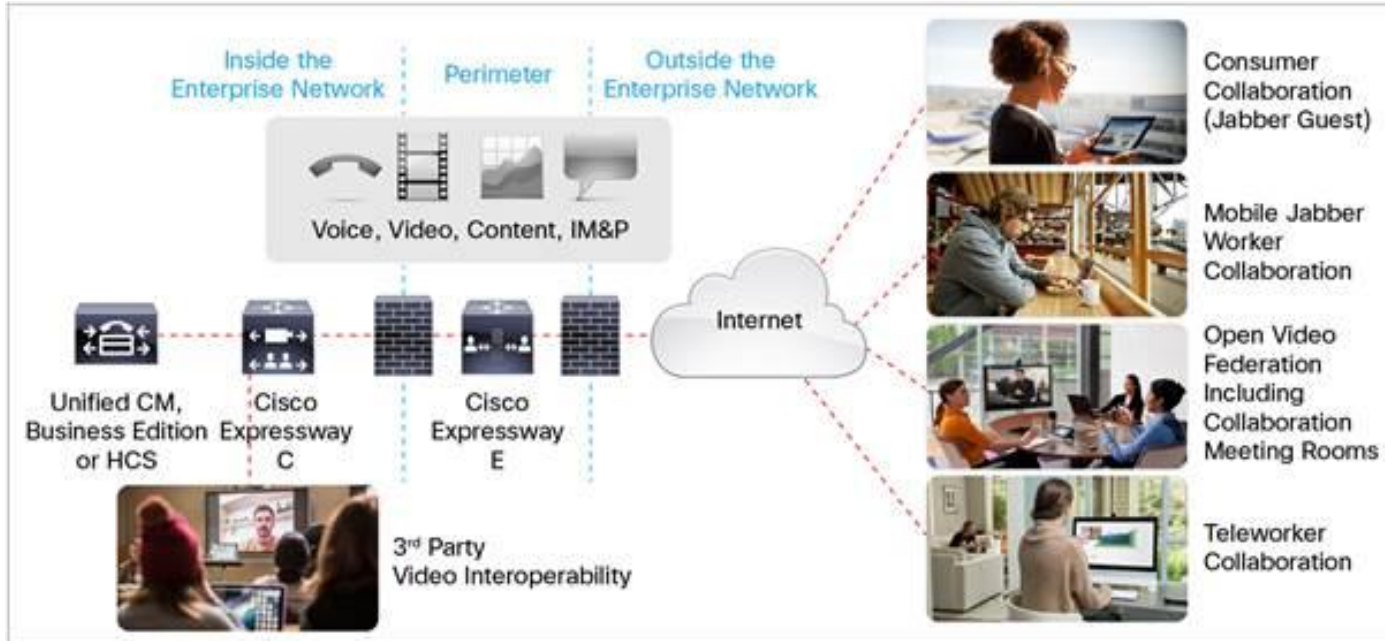 Inside the
Enterprise Network
Perimeter
Outside the
Enterprise Network
Voice, Video, Content, IM&P
Unified CM,
Business Edition
or HCS
Cisco
Expressway
C
Cisco
Expressway
E
Internet
3rd Party
Video Interoperability
Consumer
Collaboration
(Jabber Guest)
Mobile Jabber
Worker
Collaboration
Open Video
Federation
Including
Collaboration
Meeting Rooms
Teleworker
Collaboration